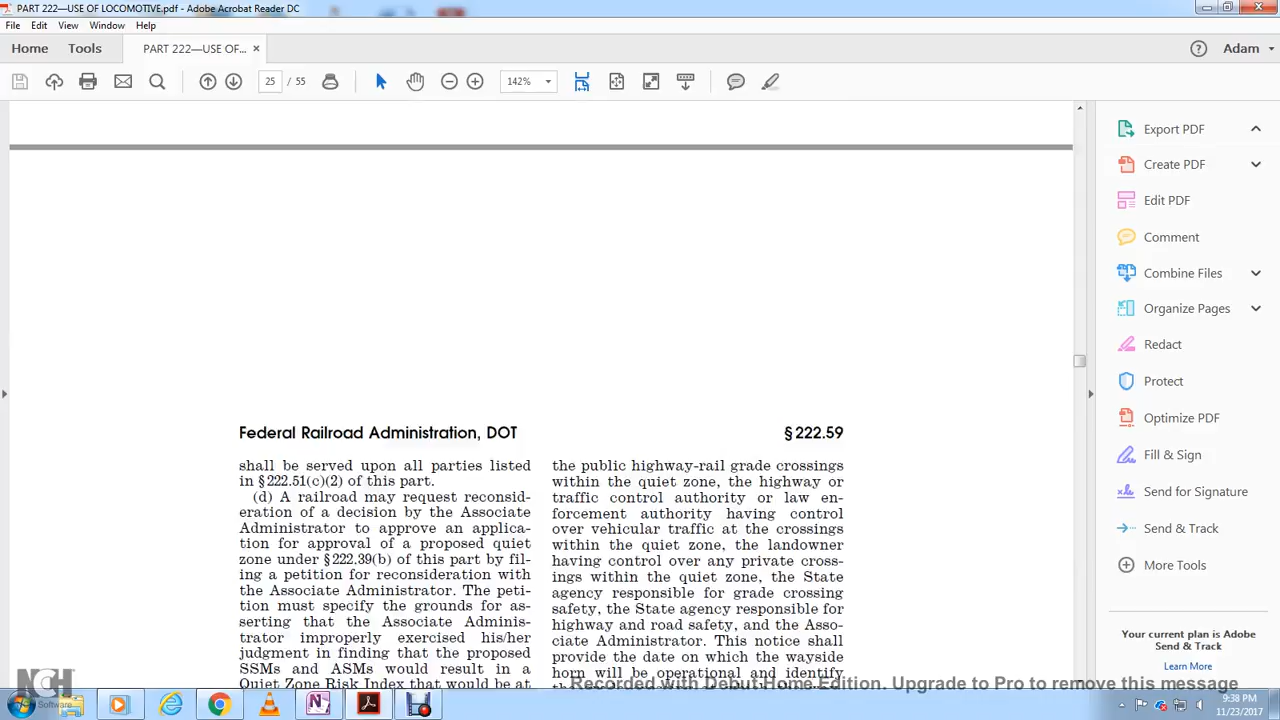 PART 222—USE OF LOCOMOTIVE.pdf - Adobe Acrobat Reader DC
File Edit View Window Help
Home Tools PART 222—USE OF... ×
Adam
25 / 55
142%
Export PDF
Create PDF
Edit PDF
Comment
Combine Files
Organize Pages
Redact
Protect
Optimize PDF
Fill & Sign
Send for Signature
Send & Track
More Tools
Your current plan is Adobe
Send & Track
Learn More
Federal Railroad Administration, DOT
§ 222.59
shall be served upon all parties listed
in § 222.51(c)(2) of this part.
(d) A railroad may request reconsid-
eration of a decision by the Associate
Administrator to approve an applica-
tion for approval of a proposed quiet
zone under § 222.39(b) of this part by fil-
ing a petition for reconsideration with
the Associate Administrator. The peti-
tion must specify the grounds for as-
serting that the Associate Adminis-
trator improperly exercised his/her
judgment in finding that the proposed
SSMs and ASMs would result in a
Quiet Zone Risk Index that would be at
the public highway-rail grade crossings
within the quiet zone, the highway or
traffic control authority or law en-
forcement authority having control
over vehicular traffic at the crossings
within the quiet zone, the landowner
having control over any private cross-
ings within the quiet zone, the State
agency responsible for grade crossing
safety, the State agency responsible for
highway and road safety, and the Asso-
ciate Administrator. This notice shall
provide the date on which the wayside
horn will be operational and identify
Recorded with Debut Home Edition. Upgrade to Pro to remove this message
NCH
Software
9:38 PM
11/23/2017